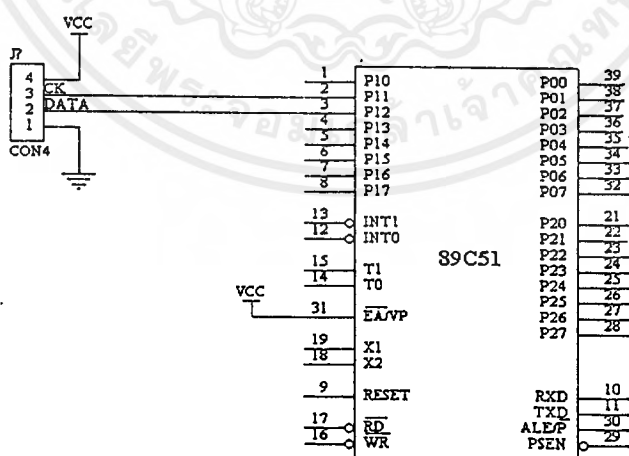 VCC
J?
4
3 CK
2 DATA
1
CON4
1 P10
2 P11
3 P12
4 P13
5 P14
6 P15
7 P16
8 P17
13 INT1
12 INT0
15 T1
14 T0
VCC
31 EA/VP
19 X1
18 X2
9 RESET
17 RD
16 WR
89C51
P00 39
P01 38
P02 37
P03 36
P04 35
P05 34
P06 33
P07 32
P20 21
P21 22
P22 23
P23 24
P24 25
P25 26
P26 27
P27 28
RXD 10
TXD 11
ALE/P 30
PSEN 29